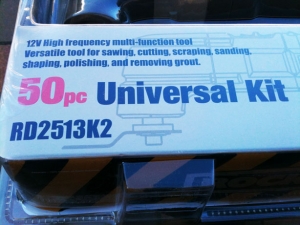 12V High frequency multi-function tool
Versatile tool for sawing, cutting, scraping, sanding,
shaping, polishing, and removing grout.
50pc Universal Kit
RD2513K2